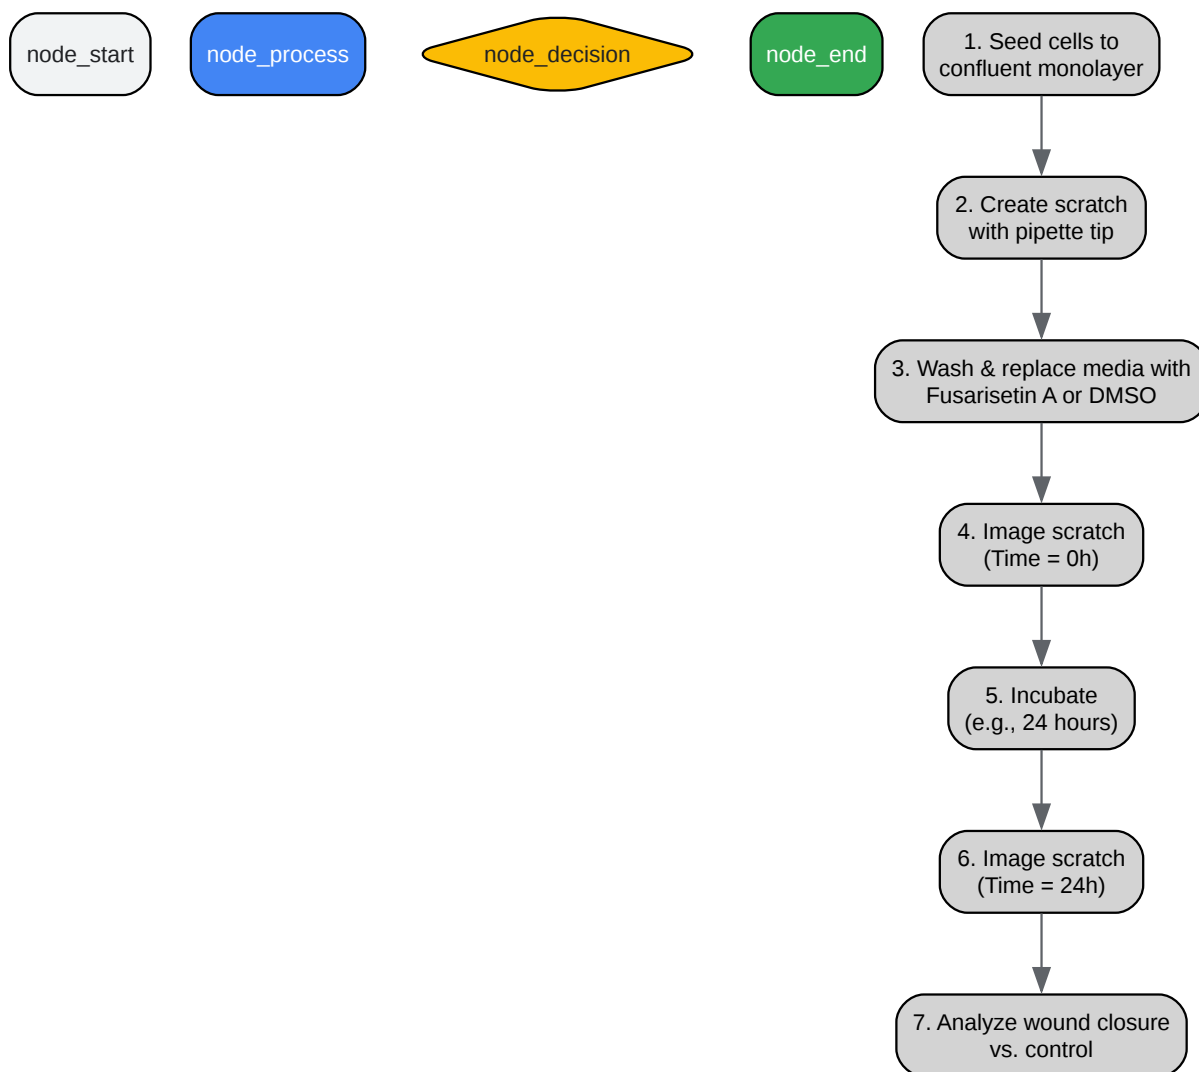 node_start
node_process
node_decision
node_end
1. Seed cells to
confluent monolayer
2. Create scratch
with pipette tip
3. Wash & replace media with
Fusarisetin A or DMSO
4. Image scratch
(Time = 0h)
5. Incubate
(e.g., 24 hours)
6. Image scratch
(Time = 24h)
7. Analyze wound closure
vs. control